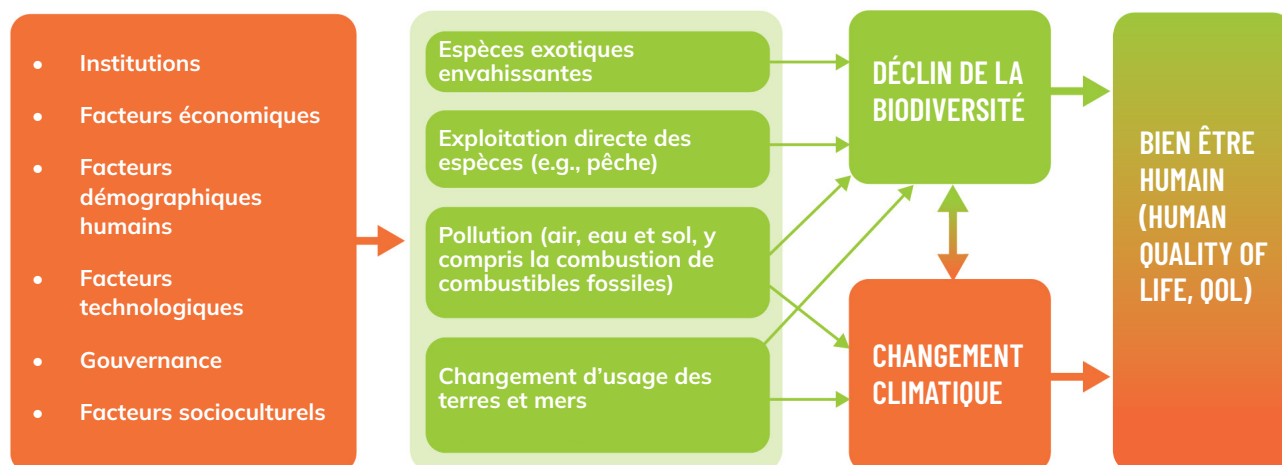 Institutions
Facteurs économiques
Facteurs
démographiques
humains
Facteurs
technologiques
Gouvernance
Facteurs socioculturels
Espèces exotiques
envahissantes
Exploitation directe des
espèces (e.g., pêche)
Pollution (air, eau et sol, y
compris la combustion de
combustibles fossiles)
Changement d’usage des
terres et mers
DÉCLIN DE LA
BIODIVERSITÉ
CHANGEMENT
CLIMATIQUE
BIEN ÊTRE
HUMAIN
(HUMAN
QUALITY OF
LIFE, QOL)